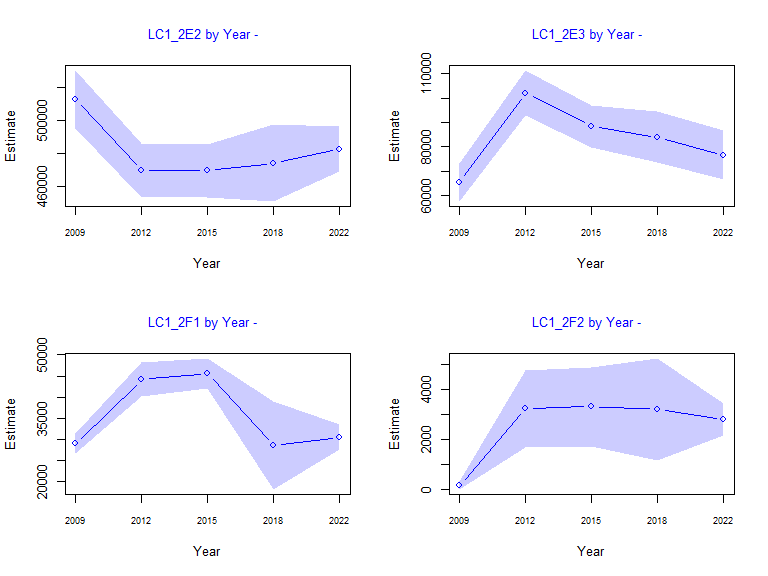 LC1_2E2 by Year -
Estimate
500000
460000
2009 2012 2015 2018 2022
Year
LC1_2E3 by Year -
Estimate
110000
80000
60000
2009 2012 2015 2018 2022
Year
LC1_2F1 by Year -
Estimate
50000
35000
20000
2009 2012 2015 2018 2022
Year
LC1_2F2 by Year -
Estimate
4000
2000
0
2009 2012 2015 2018 2022
Year